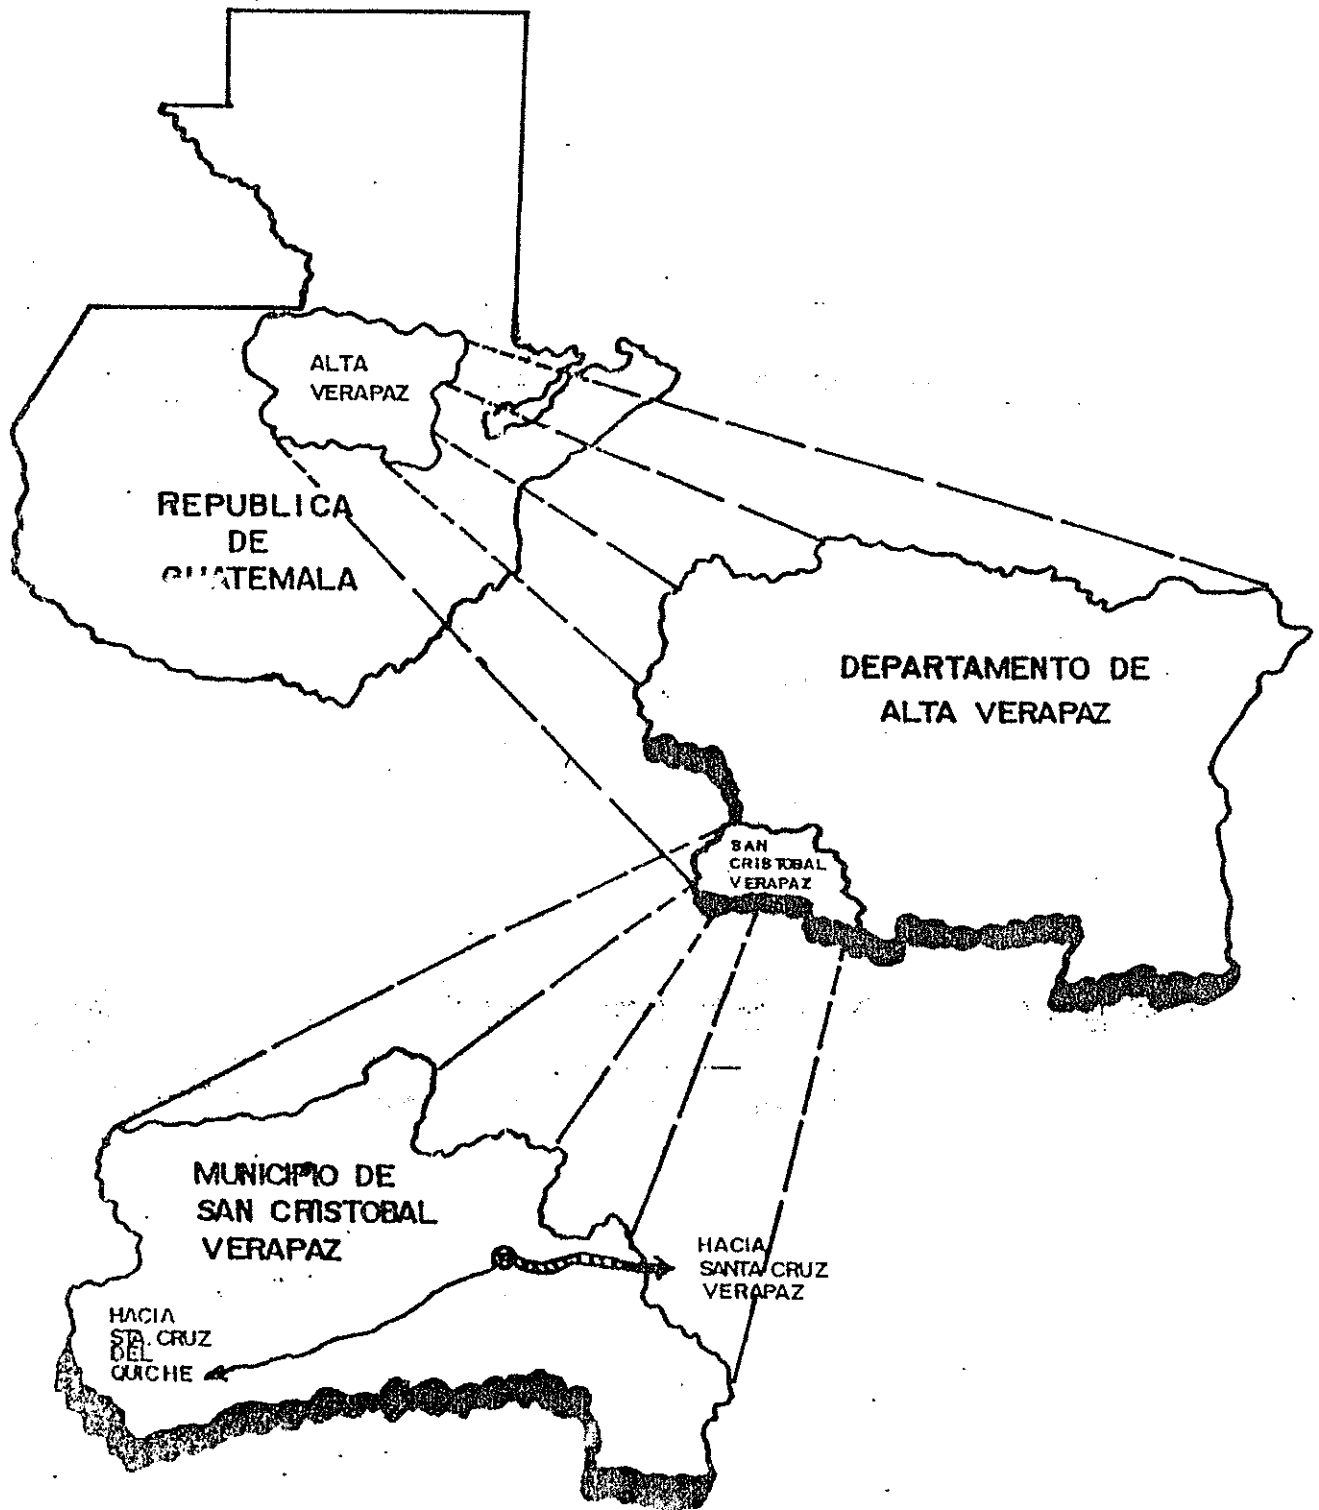 ALTA
VERAPAZ
REPUBLICA
DE
GUATEMALA
DEPARTAMENTO DE
ALTA VERAPAZ
SAN
CRISTOBAL
VERAPAZ
MUNICIPIO DE
SAN CRISTOBAL
VERAPAZ
HACIA
SANTA CRUZ
VERAPAZ
HACIA
STA. CRUZ
DEL
QUICHE